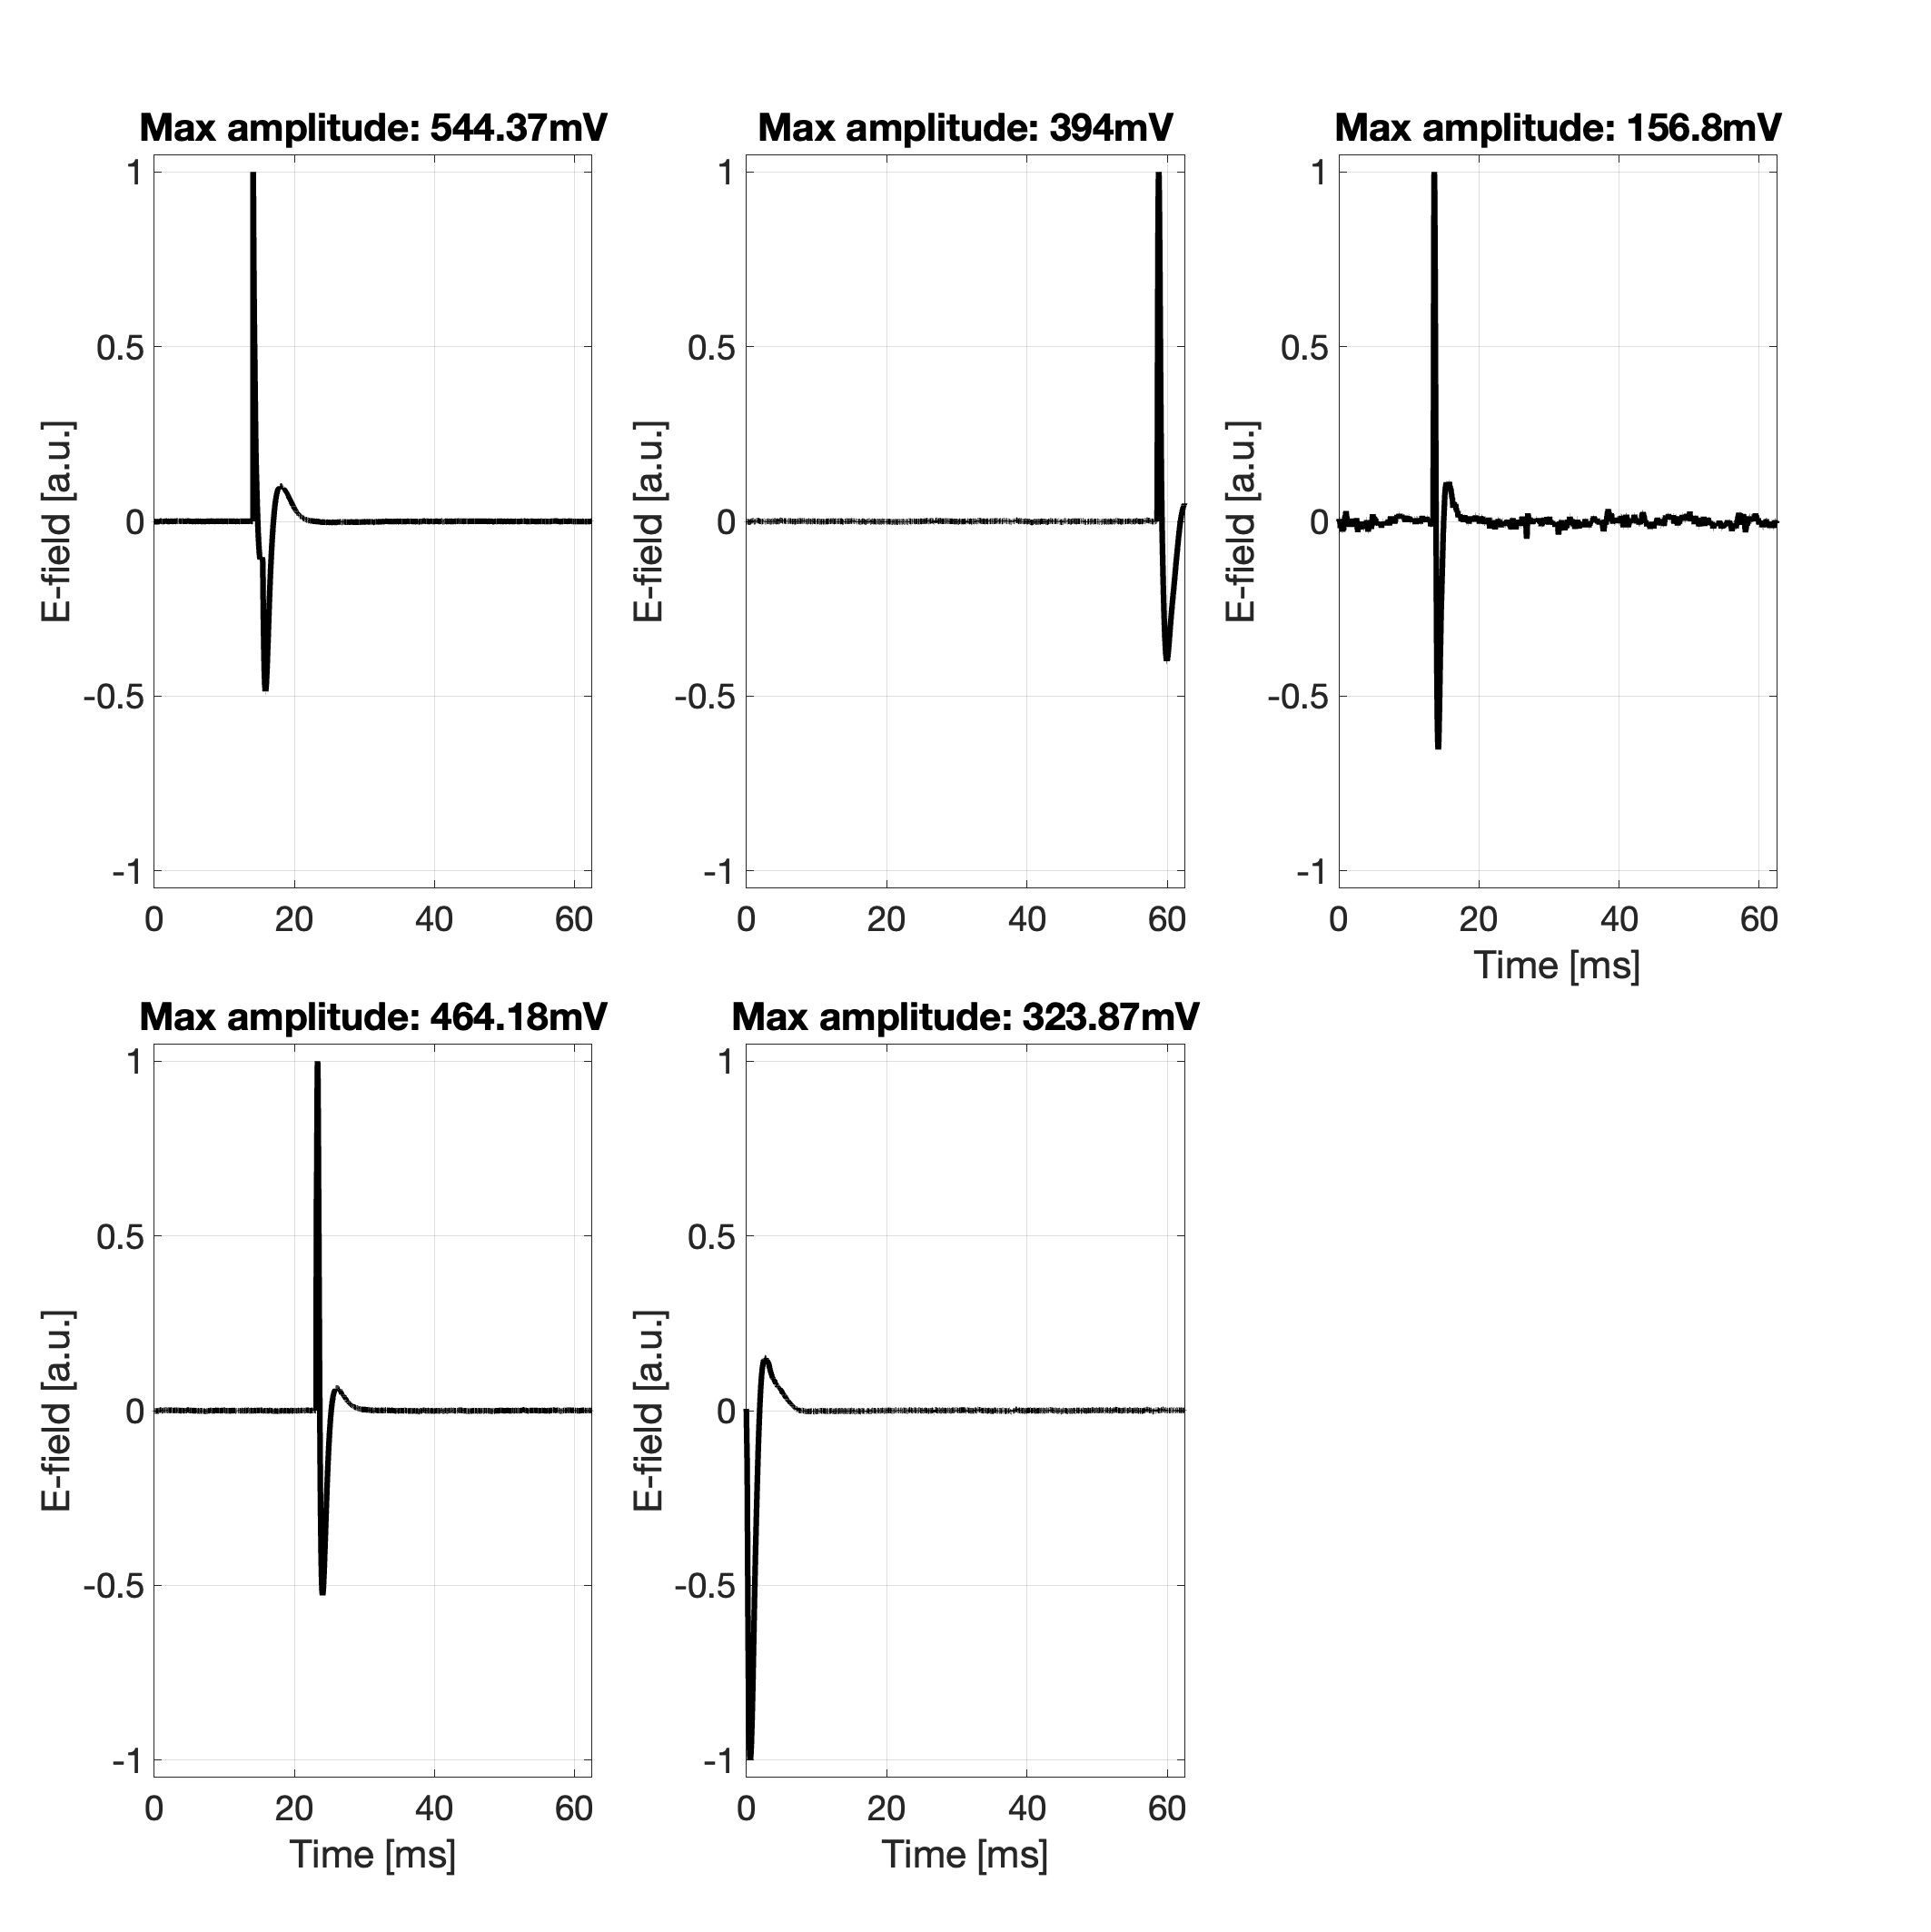 Max amplitude: 544.37mV
1
0.5
0
-0.5
-1
E-field [a.u.]
0 20 40 60
Max amplitude: 394mV
1
0.5
0
-0.5
-1
E-field [a.u.]
0 20 40 60
Max amplitude: 156.8mV
1
0.5
0
-0.5
-1
E-field [a.u.]
0 20 40 60
Time [ms]
Max amplitude: 464.18mV
1
0.5
0
-0.5
-1
E-field [a.u.]
0 20 40 60
Time [ms]
Max amplitude: 323.87mV
1
0.5
0
-0.5
-1
E-field [a.u.]
0 20 40 60
Time [ms]